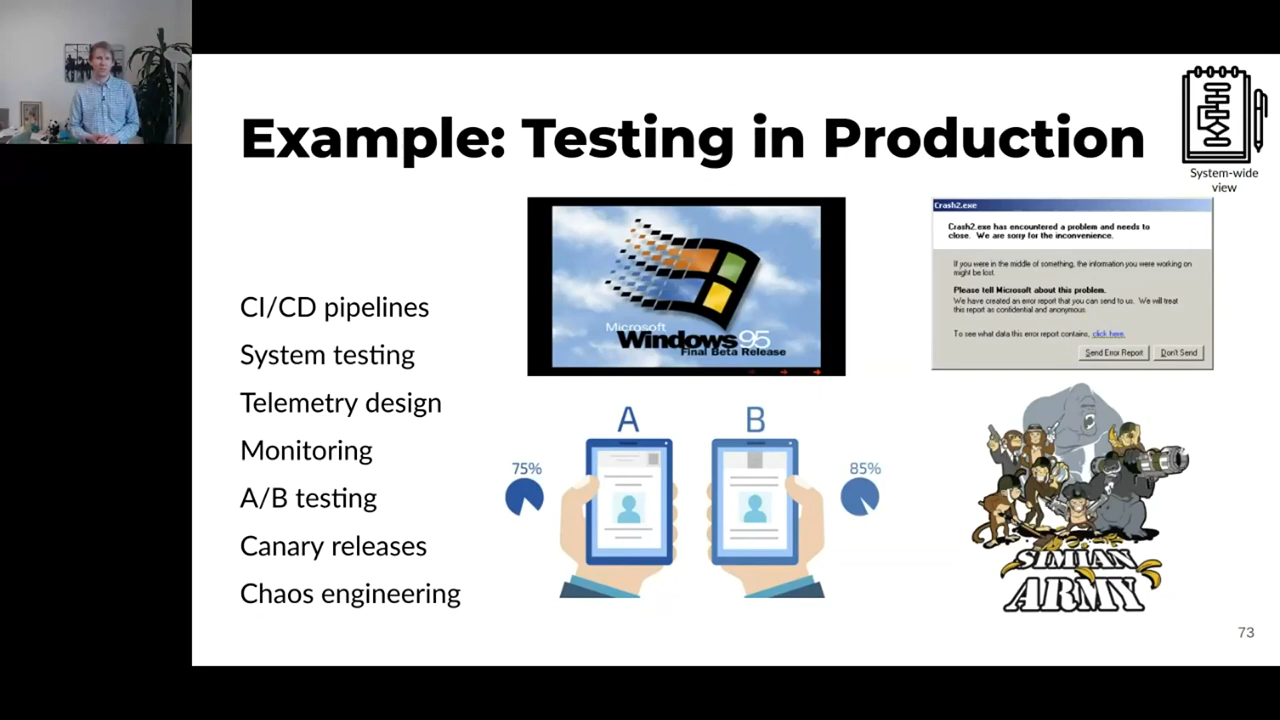 Example: Testing in Production
System-wide
view
CI/CD pipelines
System testing
Telemetry design
Monitoring
A/B testing
Canary releases
Chaos engineering
Microsoft
Windows 95
Final Beta Release
Crash2.exe
Crash2.exe has encountered a problem and needs to
close. We are sorry for the inconvenience.
If you were in the middle of something, the information you were working on
might be lost.
Please tell Microsoft about this problem.
We have created an error report that you can send to us. We will treat
this report as confidential and anonymous.
To see what data this error report contains, click here.
Send Error Report
Don't Send
A
B
75%
85%
SIMIAN
ARMY
73